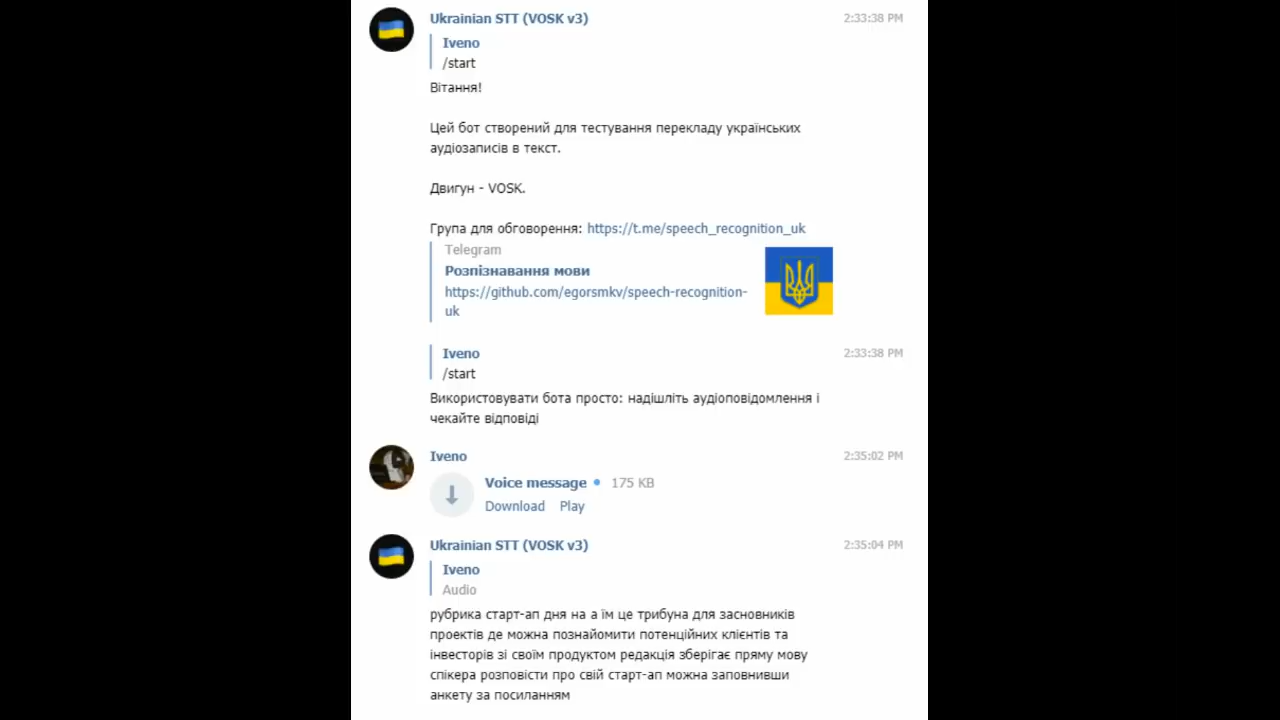 Ukrainian STT (VOSK v3) 2:33:38 PM
Iveno
/start
Вітання!
Цей бот створений для тестування перекладу українських
аудіозаписів в текст.
Двигун - VOSK.
Група для обговорення: https://t.me/speech_recognition_uk
Telegram
Розпізнавання мови
https://github.com/egorsmkv/speech-recognition-
uk
Iveno 2:33:38 PM
/start
Використовувати бота просто: надішліть аудіоповідомлення і
чекайте відповіді
Iveno 2:35:02 PM
Voice message 175 KB
Download Play
Ukrainian STT (VOSK v3) 2:35:04 PM
Iveno
Audio
рубрика старт-ап дня на а їм це трибуна для засновників
проектів де можна познайомити потенційних клієнтів та
інвесторів зі своїм продуктом редакція зберігає пряму мову
спікера розповісти про свій старт-ап можна заповнивши
анкету за посиланням